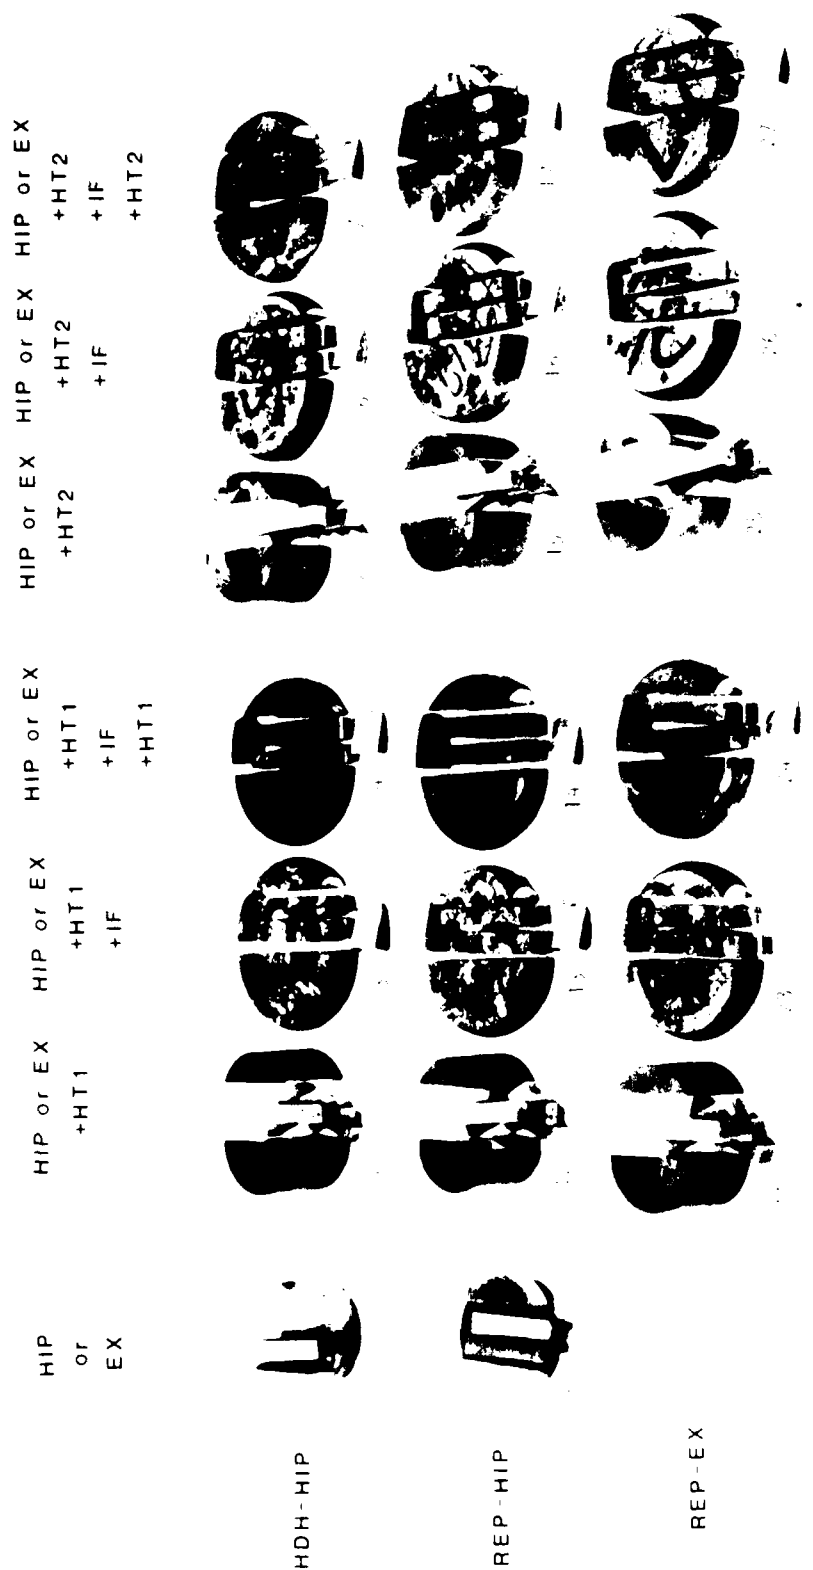 HIP
or
EX
HIP or EX
+HT1
HIP or EX
+HT1
+IF
HIP or EX
+HT1
+IF
+HT1
HIP or EX
+HT2
HIP or EX
+HT2
+IF
HIP or EX
+HT2
+IF
+HT2
HDH-HIP
REP-HIP
14
REP-EX